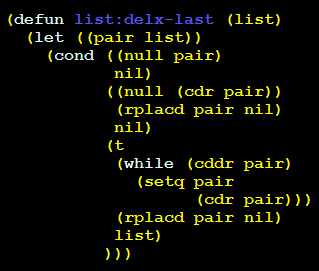 (defun list:delx-last (list)
  (let ((pair list))
    (cond ((null pair)
           nil)
          ((null (cdr pair))
           (rplacd pair nil)
           nil)
          (t
           (while (cddr pair)
             (setq pair
                   (cdr pair)))
           (rplacd pair nil)
           list)
          )))